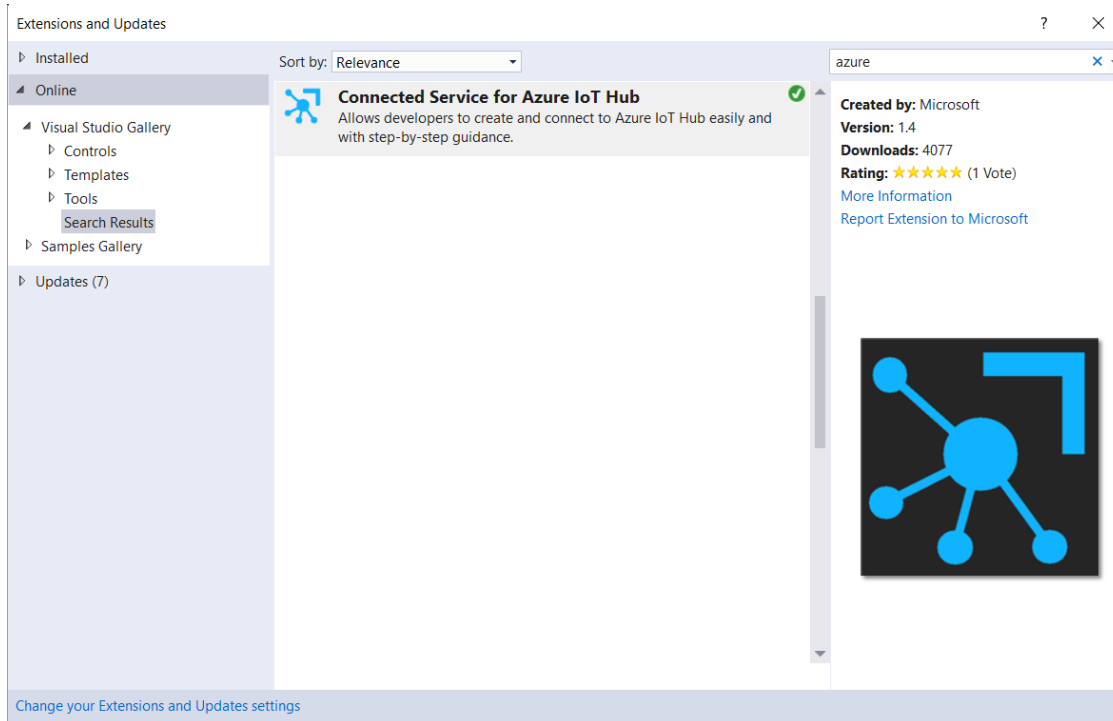 Extensions and Updates
Installed
Online
Visual Studio Gallery
Controls
Templates
Tools
Search Results
Samples Gallery
Updates (7)
Sort by: Relevance
Connected Service for Azure IoT Hub
Allows developers to create and connect to Azure IoT Hub easily and
with step-by-step guidance.
azure
Created by: Microsoft
Version: 1.4
Downloads: 4077
Rating: ★★★★★ (1 Vote)
More Information
Report Extension to Microsoft
Change your Extensions and Updates settings